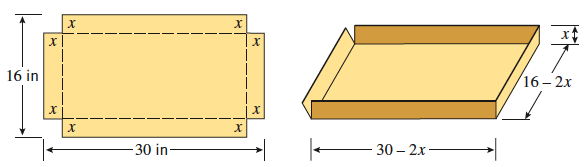 x x
x x
16 in
x x
x x
30 in
x
16 – 2x
30 – 2x